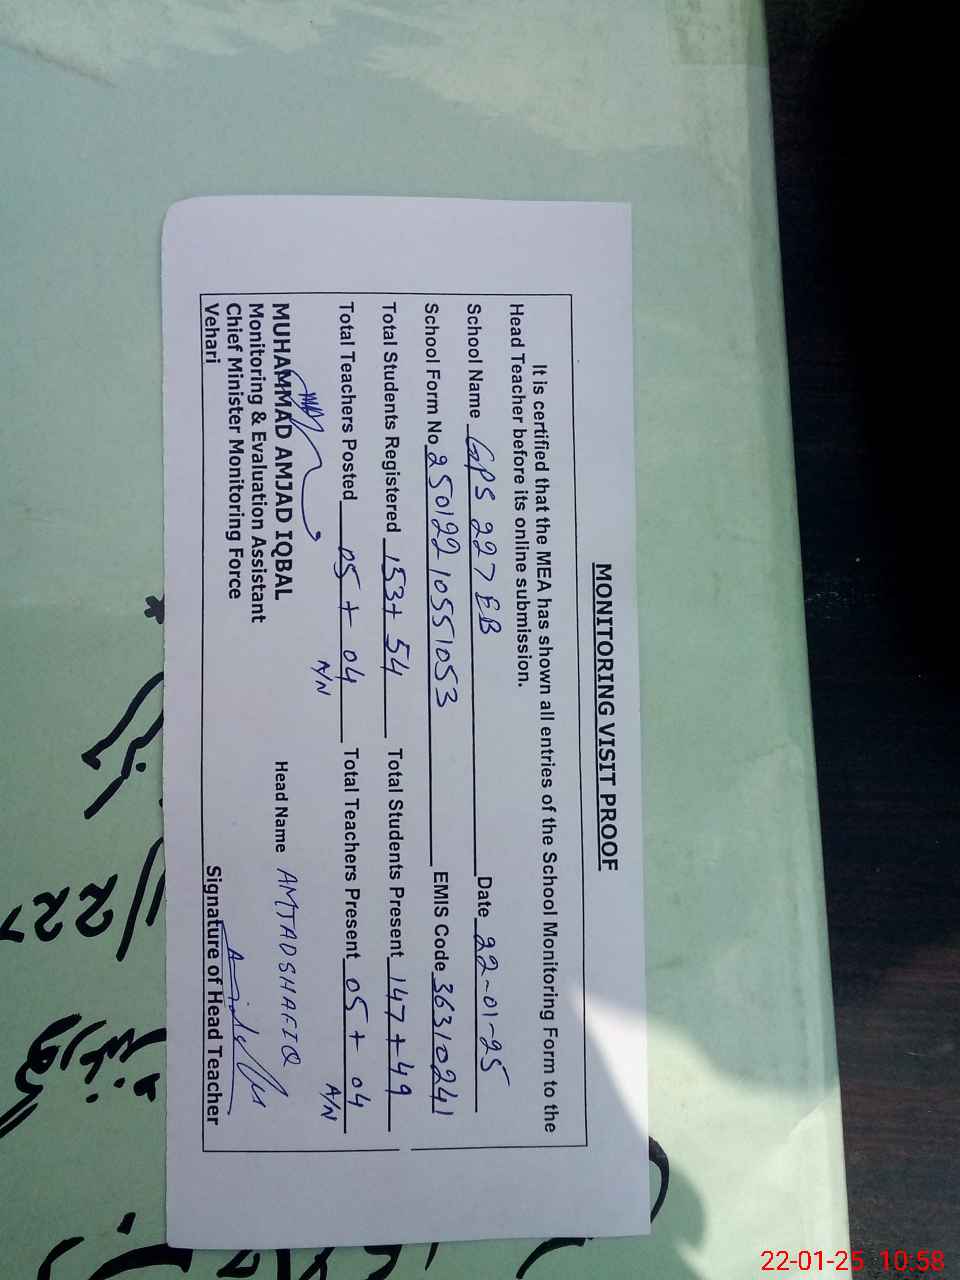 MONITORING VISIT PROOF
It is certified that the MEA has shown all entries of the School Monitoring Form to the
Head Teacher before its online submission.
School Name GPS 227 EB Date 22-01-25
School Form No 2501221055 1053 EMIS Code 36310241
Total Students Registered 153+54 Total Students Present 147+49
Total Teachers Posted 05 + 04 A/N Total Teachers Present 05 + 04 A/N
MUHAMMAD AMJAD IQBAL Head Name AMJAD SHAFIQ
Monitoring & Evaluation Assistant
Chief Minister Monitoring Force
Vehari Signature of Head Teacher
227
22-01-25 10:58